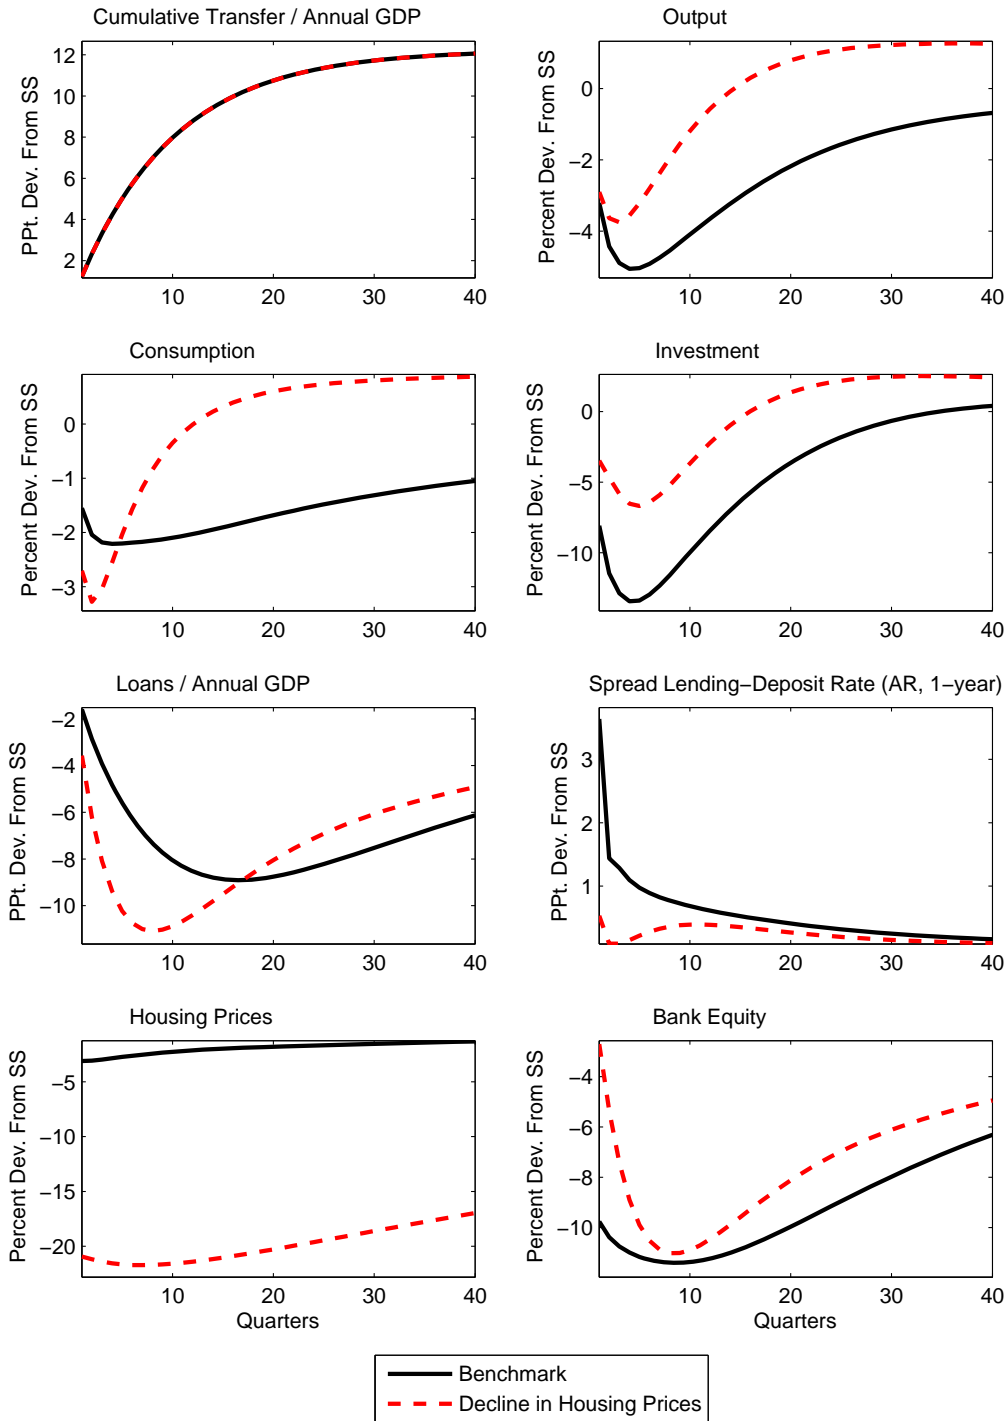 Cumulative Transfer / Annual GDP
PPt. Dev. From SS
12
10
8
6
4
2
10 20 30 40
Output
Percent Dev. From SS
0
−2
−4
10 20 30 40
Consumption
Percent Dev. From SS
0
−1
−2
−3
10 20 30 40
Investment
Percent Dev. From SS
0
−5
−10
10 20 30 40
Loans / Annual GDP
PPt. Dev. From SS
−2
−4
−6
−8
−10
10 20 30 40
Spread Lending−Deposit Rate (AR, 1−year)
PPt. Dev. From SS
3
2
1
10 20 30 40
Housing Prices
Percent Dev. From SS
−5
−10
−15
−20
10 20 30 40
Quarters
Bank Equity
Percent Dev. From SS
−4
−6
−8
−10
10 20 30 40
Quarters
Benchmark
Decline in Housing Prices